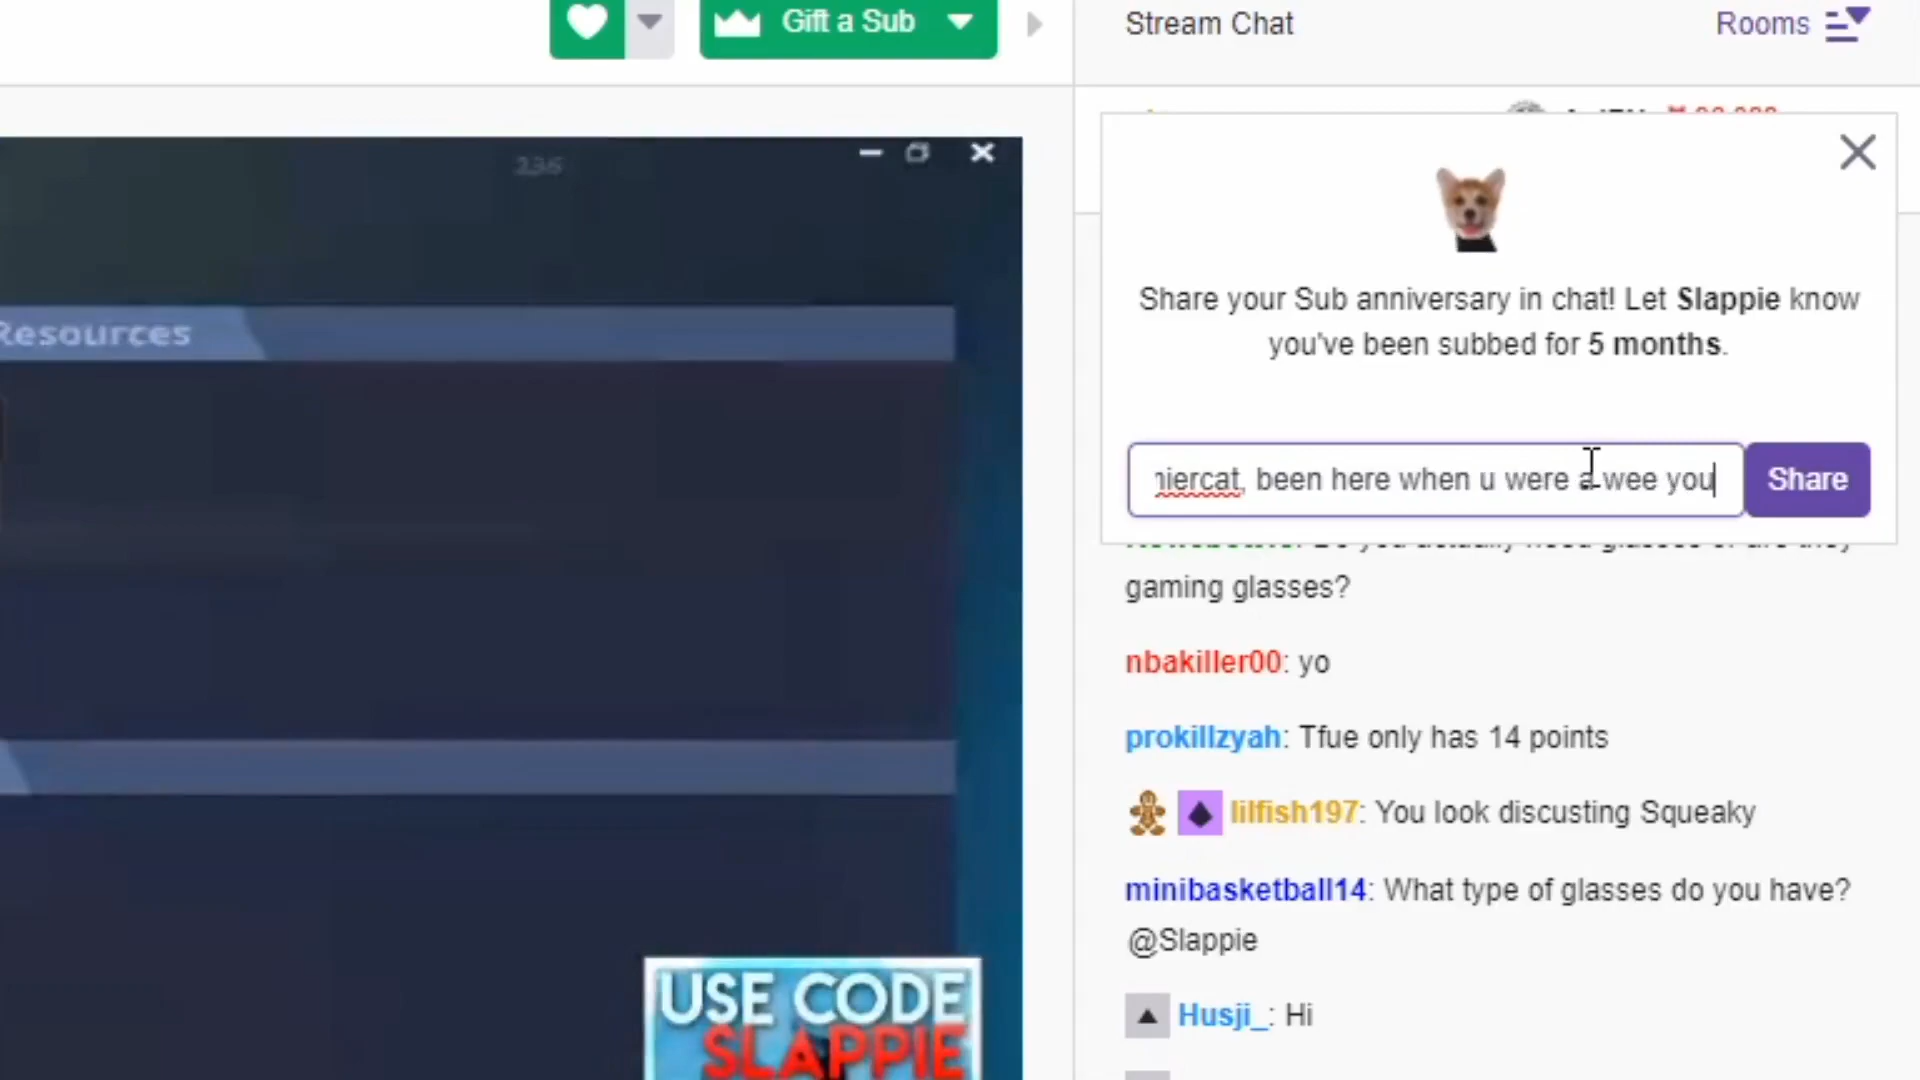 Gift a Sub
Stream Chat
Rooms
236
Resources
Share your Sub anniversary in chat! Let Slappie know
you've been subbed for 5 months.
been here when u were a wee you
Share
gaming glasses?
nbakiller00: yo
prokillzyah: Tfue only has 14 points
lilfish197: You look discusting Squeaky
minibasketball14: What type of glasses do you have?
@Slappie
Husji_: Hi
USE CODE
SLAPPIE